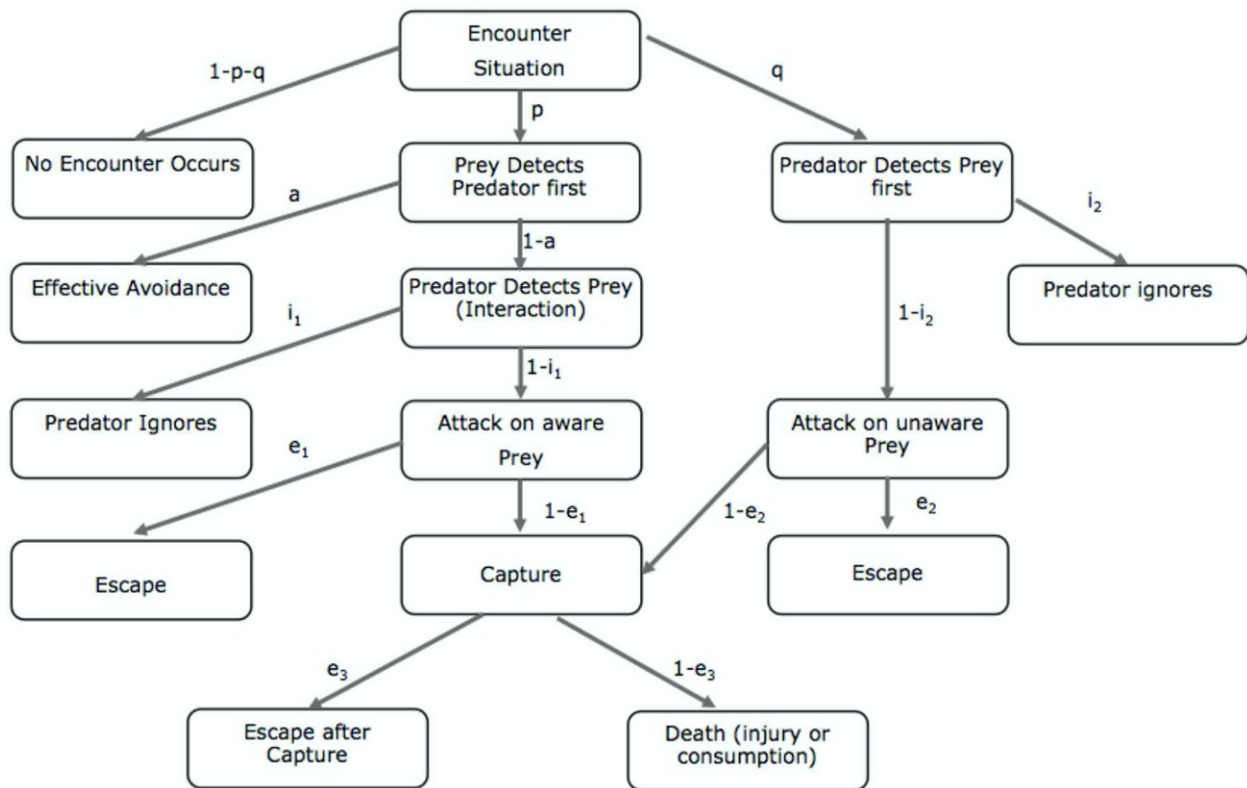 Encounter
Situation
1-p-q
q
p
No Encounter Occurs
Prey Detects
Predator first
Predator Detects Prey
first
a
i₂
1-a
Effective Avoidance
Predator Detects Prey
(Interaction)
Predator ignores
i₁
1-i₂
1-i₁
Predator Ignores
Attack on aware
Prey
Attack on unaware
Prey
e₁
1-e₁
1-e₂
e₂
Escape
Capture
Escape
e₃
1-e₃
Escape after
Capture
Death (injury or
consumption)